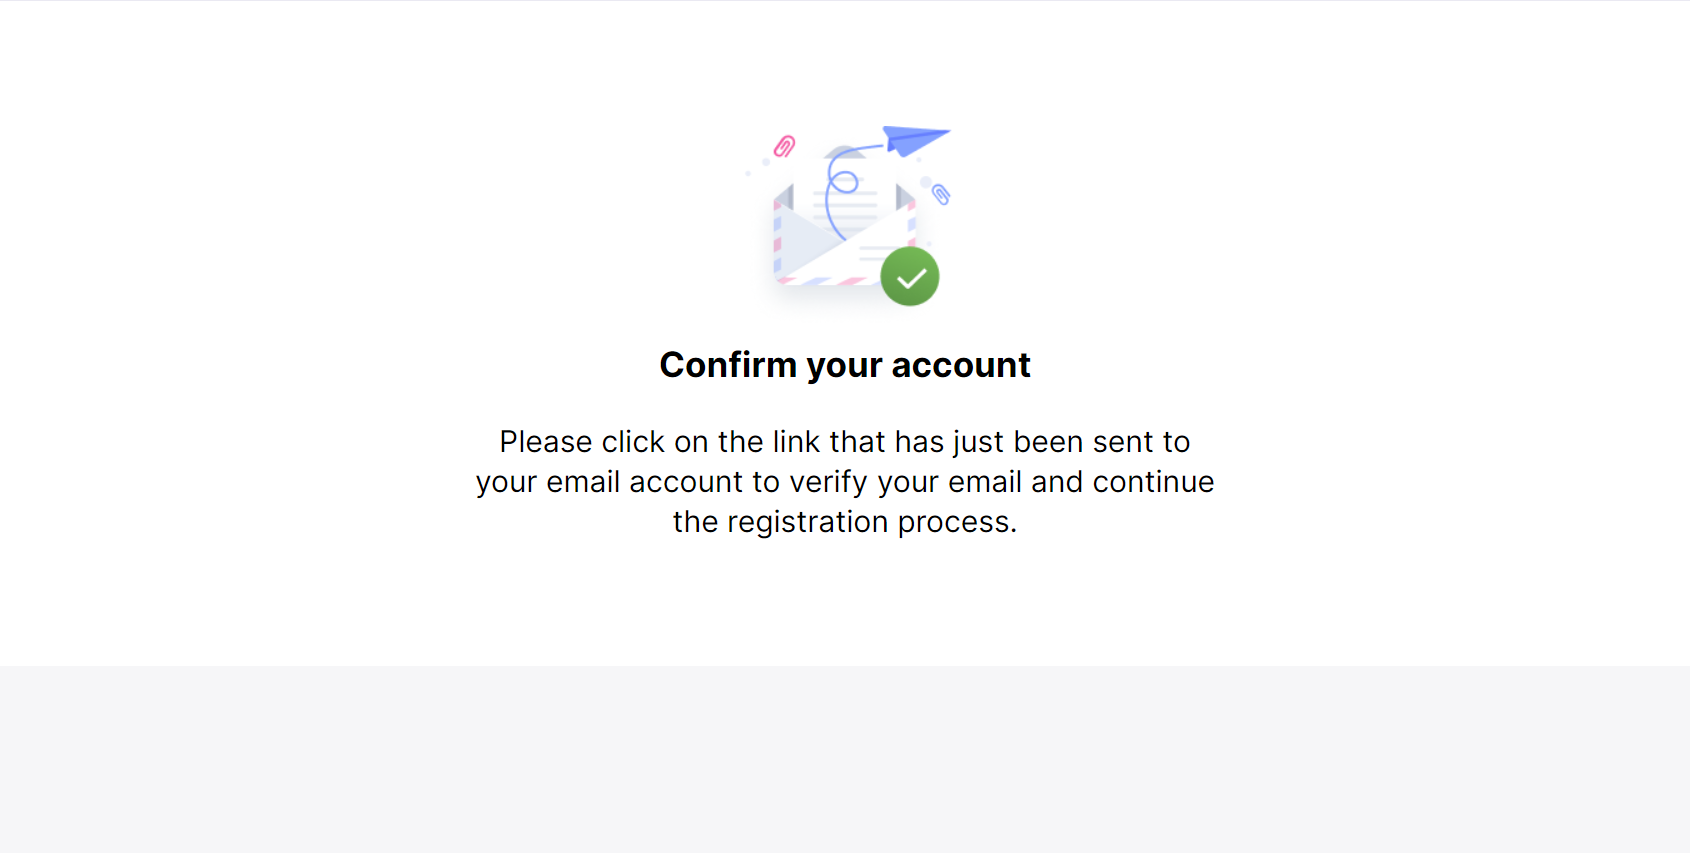 Confirm your account
Please click on the link that has just been sent to
your email account to verify your email and continue
the registration process.